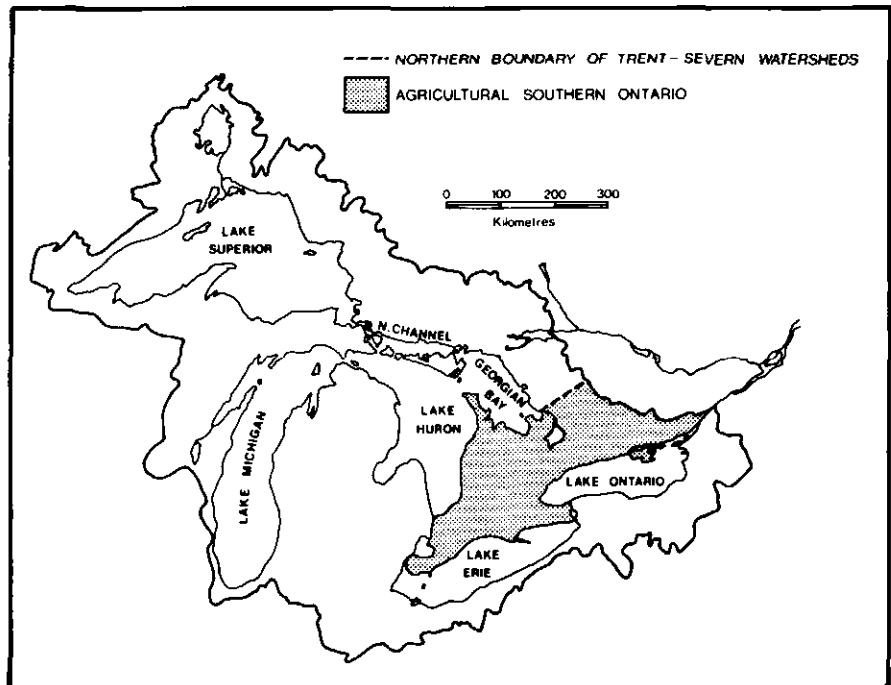 NORTHERN BOUNDARY OF TRENT-SEVERN WATERSHEDS
AGRICULTURAL SOUTHERN ONTARIO
0 100 200 300
Kilometres
LAKE
SUPERIOR
N. CHANNEL
GEORGIAN
BAY
LAKE
HURON
LAKE MICHIGAN
LAKE ONTARIO
LAKE
ERIE